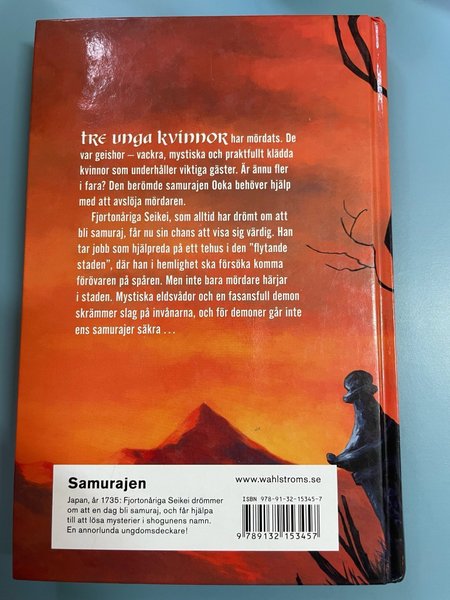 tre unga kvinnor har mördats. De
var geishor – vackra, mystiska och praktfullt klädda
kvinnor som underhåller viktiga gäster. Är ännu fler
i fara? Den berömde samurajen Ooka behöver hjälp
med att avslöja mördaren.
Fjortonåriga Seikei, som alltid har drömt om att
bli samuraj, får nu sin chans att visa sig värdig. Han
tar jobb som hjälpreda på ett tehus i den "flytande
staden", där han i hemlighet ska försöka komma
förövaren på spåren. Men inte bara mördare härjar
i staden. Mystiska eldsvådor och en fasansfull demon
skrämmer slag på invånarna, och för demoner går inte
ens samurajer säkra ...
Samurajen
Japan, år 1735: Fjortonåriga Seikei drömmer
om att en dag bli samuraj, och får hjälpa
till att lösa mysterier i shogunens namn.
En annorlunda ungdomsdeckare!
www.wahlstroms.se
ISBN 978-91-32-15345-7
9 789132 153457